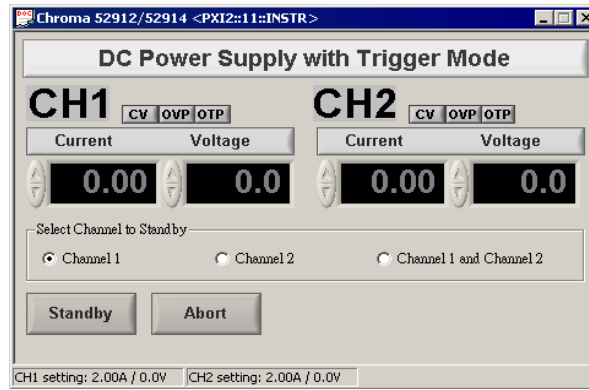 Chroma 52912/52914 <PXI2::11::INSTR>
DC Power Supply with Trigger Mode
CH1 CV OVP OTP CH2 CV OVP OTP
Current Voltage Current Voltage
0.00 0.0 0.00 0.0
Select Channel to Standby
Channel 1 Channel 2 Channel 1 and Channel 2
Standby Abort
CH1 setting: 2.00A / 0.0V CH2 setting: 2.00A / 0.0V